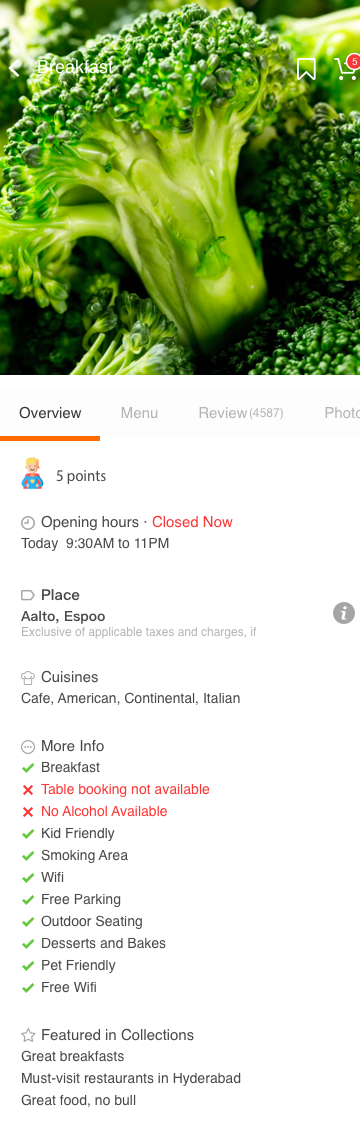 Breakfast
5
Overview Menu Review (4587) Photo
5 points
Opening hours · Closed Now
Today 9:30AM to 11PM
Place
Aalto, Espoo
Exclusive of applicable taxes and charges, if
Cuisines
Cafe, American, Continental, Italian
More Info
Breakfast
Table booking not available
No Alcohol Available
Kid Friendly
Smoking Area
Wifi
Free Parking
Outdoor Seating
Desserts and Bakes
Pet Friendly
Free Wifi
Featured in Collections
Great breakfasts
Must-visit restaurants in Hyderabad
Great food, no bull